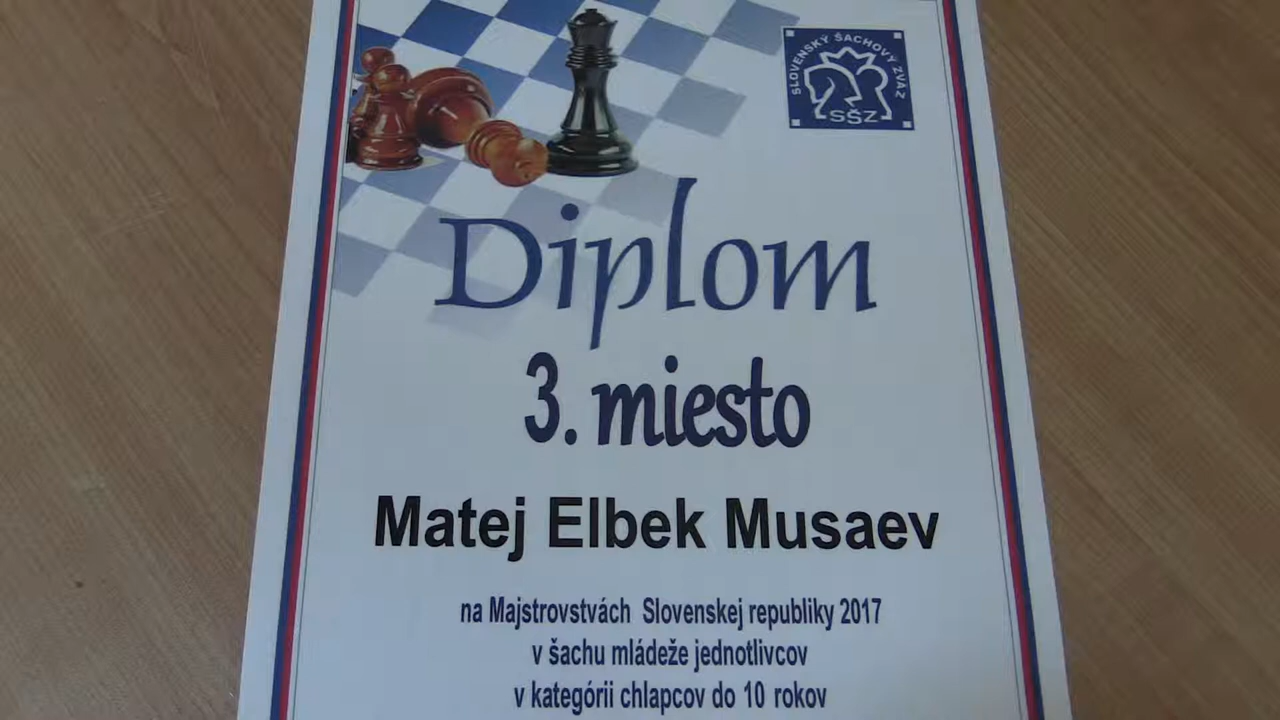 SLOVENSKÝ ŠACHOVÝ ZVÄZ
SŠZ
Diplom
3. miesto
Matej Elbek Musaev
na Majstrovstvách Slovenskej republiky 2017
v šachu mládeže jednotlivcov
v kategórii chlapcov do 10 rokov